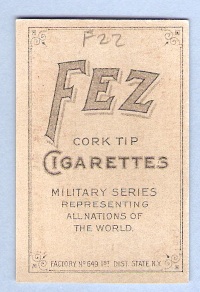 F22
FEZ
CORK TIP
CIGARETTES
MILITARY SERIES
REPRESENTING
ALL NATIONS OF
THE WORLD.
FACTORY Nº 649 1ST DIST. STATE N.Y.